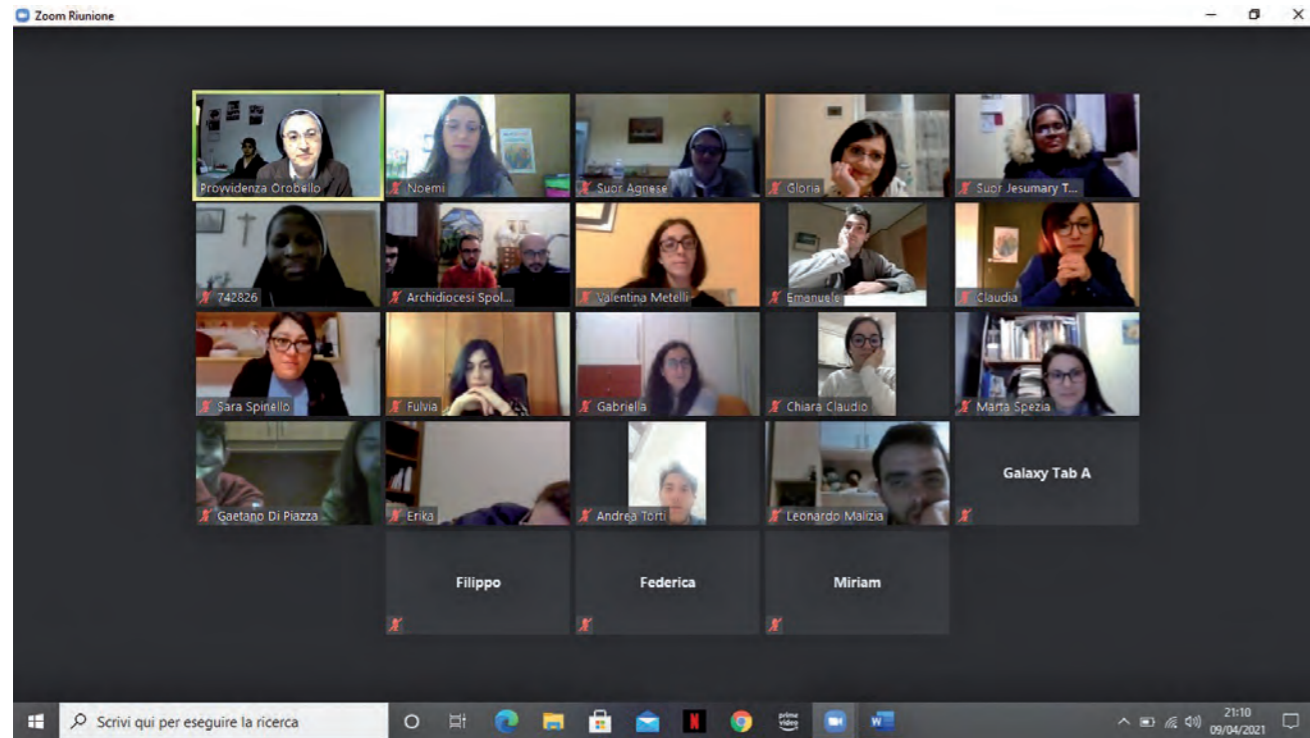 Zoom Riunione
Provvidenza Orobello
Noemi
Suor Agnese
Gloria
Suor Jesumary T...
742826
Archidiocesi Spol...
Valentina Metelli
Emanuele
Claudia
Sara Spinello
Fulvia
Gabriella
Chiara Claudio
Marta Spezia
Gaetano Di Piazza
Erika
Andrea Torti
Leonardo Malizia
Galaxy Tab A
Filippo
Federica
Miriam
Scrivi qui per eseguire la ricerca
prime
video
N
W
21:10
09/04/2021